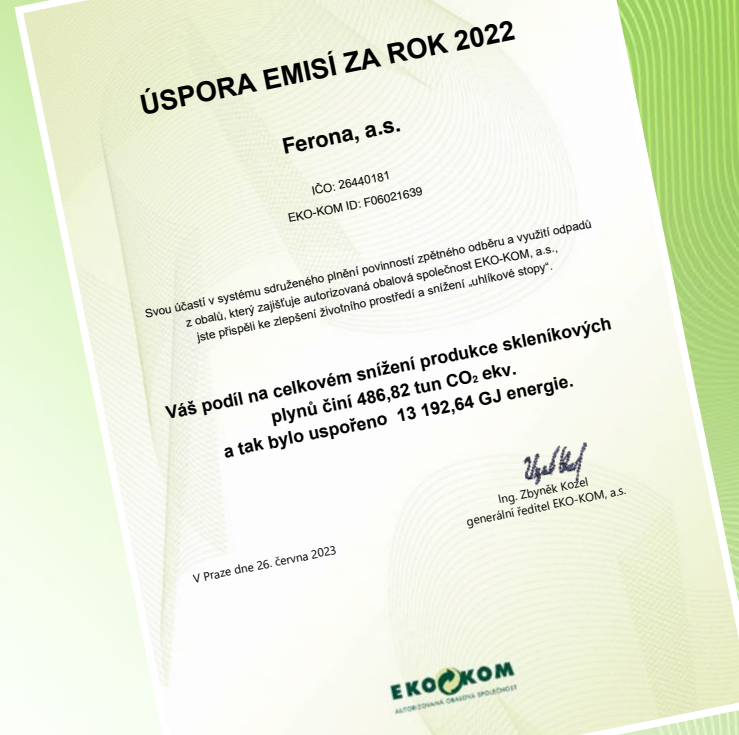 ÚSPORA EMISÍ ZA ROK 2022
Ferona, a.s.
IČO: 26440181
EKO-KOM ID: F06021639
Svou účastí v systému sdruženého plnění povinností zpětného odběru a využití odpadů
z obalů, který zajišťuje autorizovaná obalová společnost EKO-KOM, a.s.,
jste přispěli ke zlepšení životního prostředí a snížení „uhlíkové stopy“.
Váš podíl na celkovém snížení produkce skleníkových
plynů činí 486,82 tun CO₂ ekv.
a tak bylo uspořeno 13 192,64 GJ energie.
Ing. Zbyněk Kozel
generální ředitel EKO-KOM, a.s.
V Praze dne 26. června 2023
EKO KOM
AUTORIZOVANÁ OBALOVÁ SPOLEČNOST